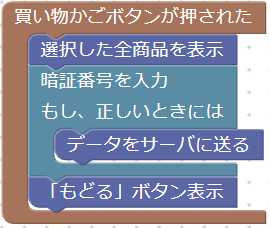 買い物かごボタンが押された
選択した全商品を表示
暗証番号を入力
もし、正しいときには
データをサーバに送る
「もどる」ボタン表示